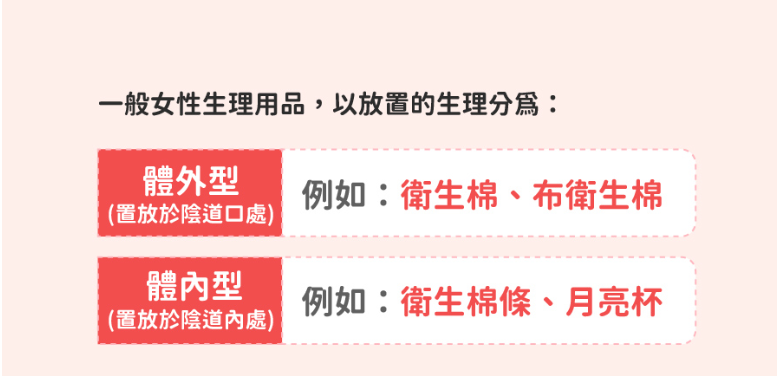 一般女性生理用品，以放置的生理分為：
體外型
(置放於陰道口處)
例如：衛生棉、布衛生棉
體內型
(置放於陰道內處)
例如：衛生棉條、月亮杯